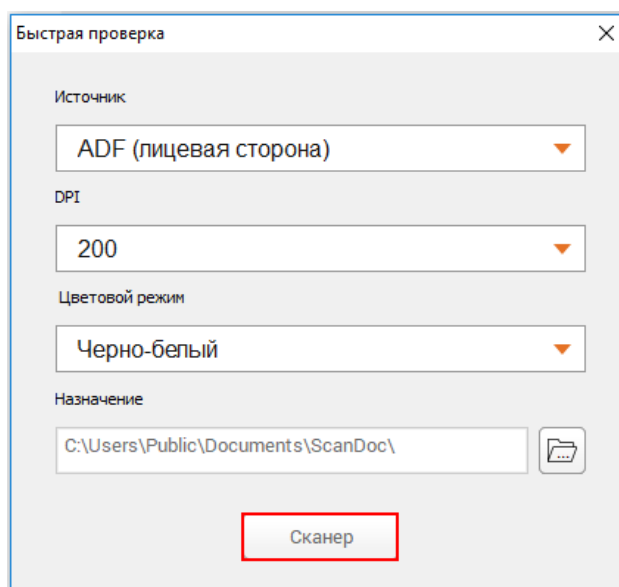 Быстрая проверка
Источник
ADF (лицевая сторона)
DPI
200
Цветовой режим
Черно-белый
Назначение
C:\Users\Public\Documents\ScanDoc\
Сканер